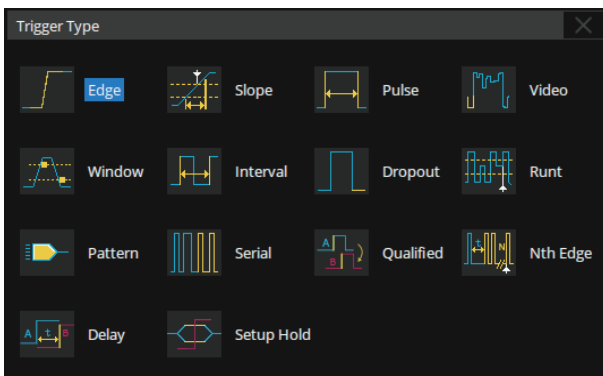 Trigger Type
Edge
Slope
Pulse
Video
Window
Interval
Dropout
Runt
Pattern
Serial
A
B
Qualified
t
N
Nth Edge
A
t
B
Delay
Setup Hold